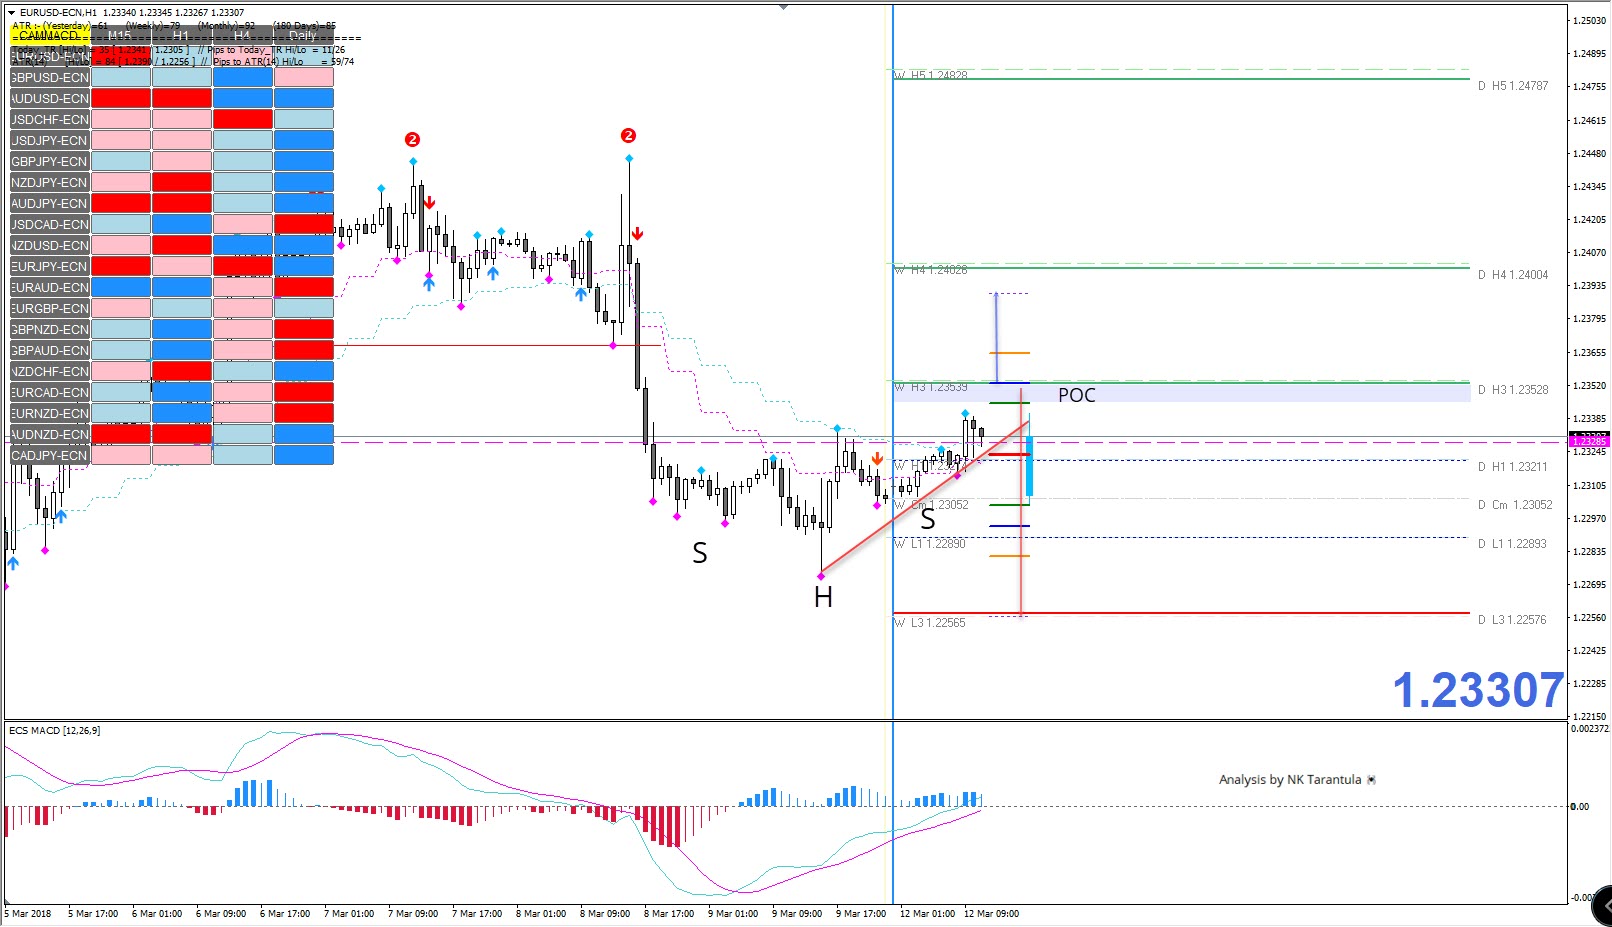 EURUSD-ECN,H1 1.23340 1.23345 1.23267 1.23307
ATR :- (Yesterday)=61 (Weekly)=79 (Monthly)=92 (180 Days)=85
CAMMACD M15 H1 H4 Daily
Today_TR [Hi/Lo] = 35 [ 1.2341 / 1.2305 ] // Pips to Today_TR Hi/Lo = 11/26
[Hi/Lo] = 84 [ 1.2390 / 1.2256 ] // Pips to ATR(14) Hi/Lo = 59/74
EURUSD-ECN
GBPUSD-ECN
AUDUSD-ECN
USDCHF-ECN
USDJPY-ECN
GBPJPY-ECN
NZDJPY-ECN
AUDJPY-ECN
USDCAD-ECN
NZDUSD-ECN
EURJPY-ECN
EURAUD-ECN
EURGBP-ECN
GBPNZD-ECN
GBPAUD-ECN
NZDCHF-ECN
EURCAD-ECN
EURNZD-ECN
AUDNZD-ECN
CADJPY-ECN
2
2
W H5 1.24828
D H5 1.24787
W H4 1.24026
D H4 1.24004
W H3 1.23539
D H3 1.23528
POC
D H1 1.23211
W Cm 1.23052
D Cm 1.23052
W L1 1.22890
D L1 1.22893
W L3 1.22565
D L3 1.22576
S
H
S
1.23307
1.25030
1.24895
1.24755
1.24615
1.24480
1.24345
1.24205
1.24070
1.23935
1.23795
1.23655
1.23520
1.23385
1.23285
1.23245
1.23105
1.22970
1.22835
1.22695
1.22560
1.22425
1.22285
1.22150
ECS MACD [12,26,9]
0.002372
0.00
Analysis by NK Tarantula
5 Mar 2018 5 Mar 17:00 6 Mar 01:00 6 Mar 09:00 6 Mar 17:00 7 Mar 01:00 7 Mar 09:00 7 Mar 17:00 8 Mar 01:00 8 Mar 09:00 8 Mar 17:00 9 Mar 01:00 9 Mar 09:00 9 Mar 17:00 12 Mar 01:00 12 Mar 09:00